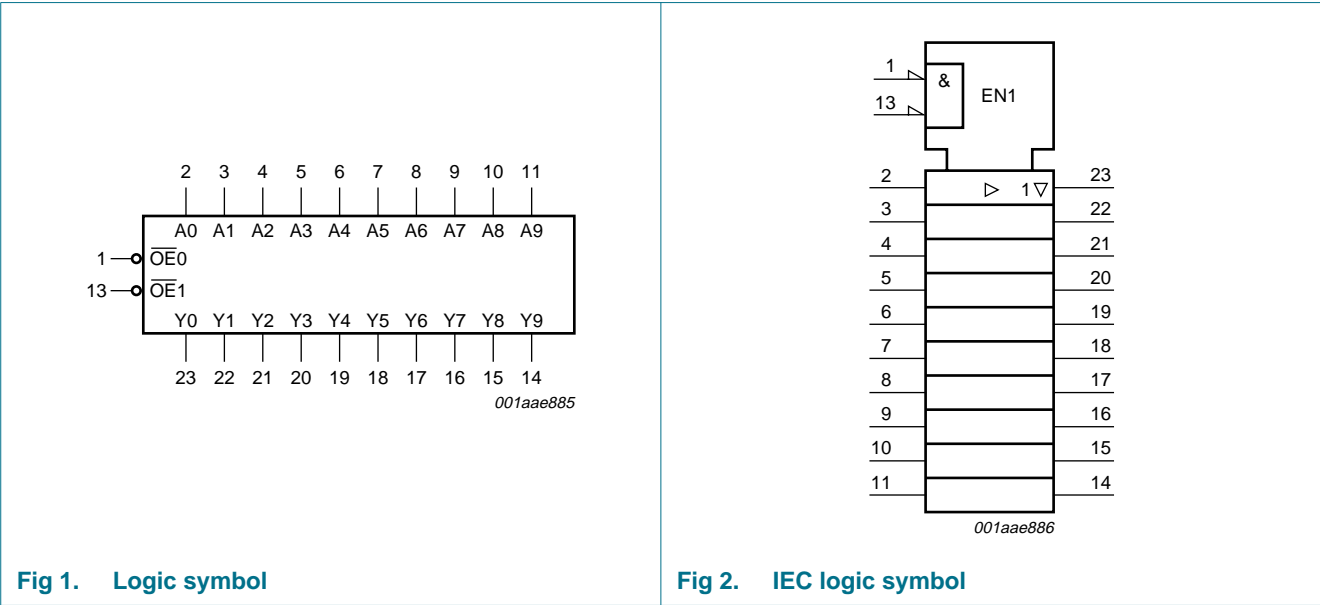 2 3 4 5 6 7 8 9 10 11
A0 A1 A2 A3 A4 A5 A6 A7 A8 A9
1 OE0
13 OE1
Y0 Y1 Y2 Y3 Y4 Y5 Y6 Y7 Y8 Y9
23 22 21 20 19 18 17 16 15 14
001aae885
Fig 1. Logic symbol
1 &
EN1
13
2 1 23
3 22
4 21
5 20
6 19
7 18
8 17
9 16
10 15
11 14
001aae886
Fig 2. IEC logic symbol